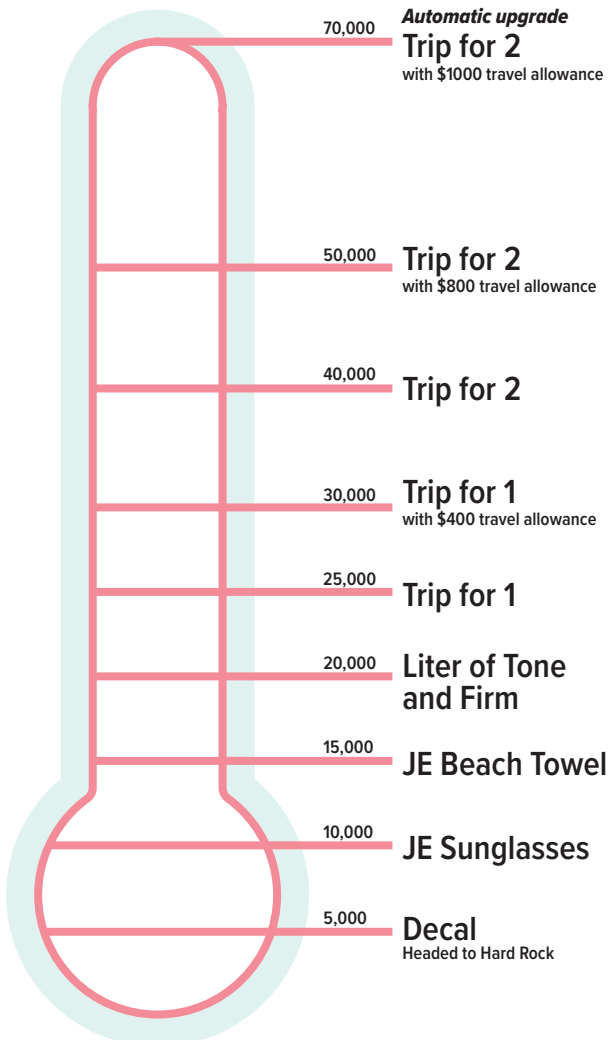 70,000
Automatic upgrade
Trip for 2
with $1000 travel allowance
50,000
Trip for 2
with $800 travel allowance
40,000
Trip for 2
30,000
Trip for 1
with $400 travel allowance
25,000
Trip for 1
20,000
Liter of Tone
and Firm
15,000
JE Beach Towel
10,000
JE Sunglasses
5,000
Decal
Headed to Hard Rock